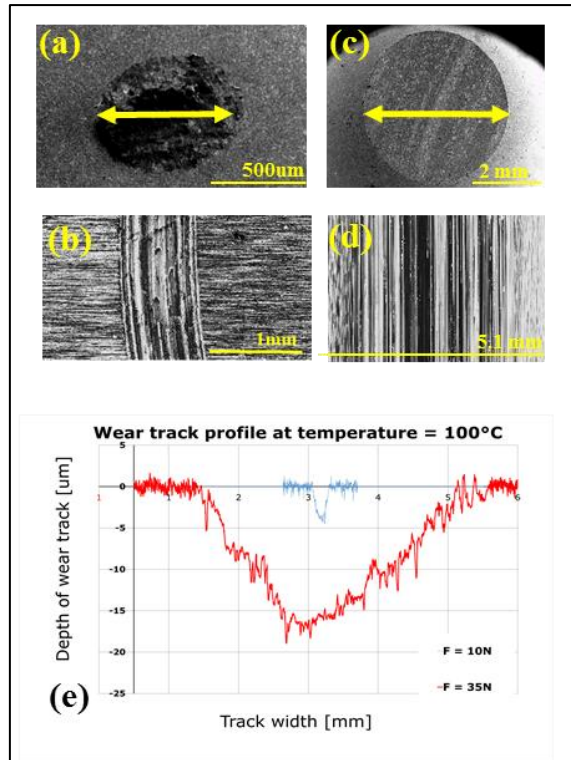 (a)
500um
(c)
2 mm
(b)
1mm
(d)
5.1 mm
Wear track profile at temperature = 100°C
Depth of wear track [um]
5
0
-5
-10
-15
-20
-25
1 2 3 4 5 6
F = 10N
F = 35N
(e)
Track width [mm]